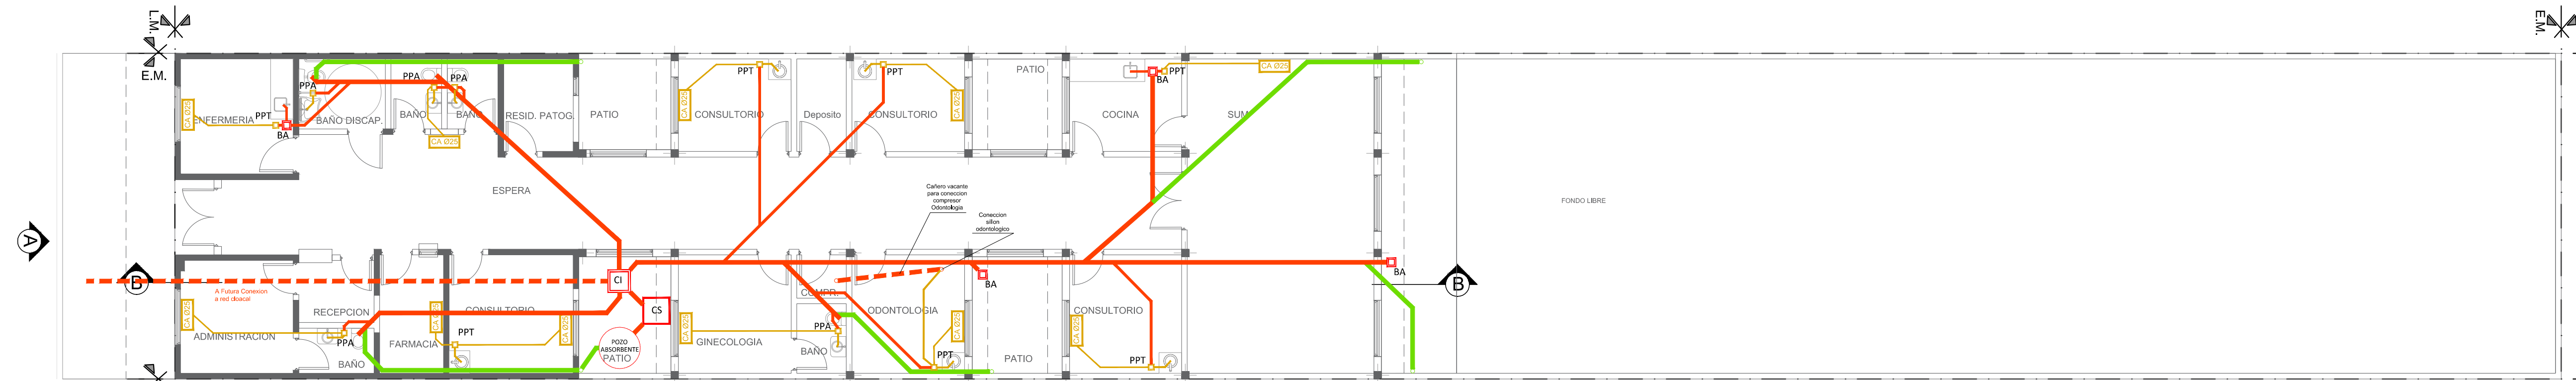 L.M.
E.M.
E.M.
PPA
PPA
PPA
PPT
PPT
PPT
BA
CA Ø25
PATIO
CA Ø25
ENFERMERIA
PPT
BA
BAÑO DISCAP.
BAÑO
BAÑO
RESID. PATOG.
PATIO
CA Ø25
CONSULTORIO
Deposito
CONSULTORIO
CA Ø25
COCINA
SUM
CA Ø25
ESPERA
Cañero vacante
para coneccion
compresor
Odontologia
Coneccion
sillon
odontologico
FONDO LIBRE
A
B
A Futura Conexion
a red cloacal
CI
CS
COMPR.
BA
BA
B
CA Ø25
ADMINISTRACION
RECEPCION
PPA
BAÑO
CA Ø25
FARMACIA
PPT
CONSULTORIO
CA Ø25
POZO
ABSORBENTE
PATIO
CA Ø25
GINECOLOGIA
PPA
BAÑO
ODONTOLOGIA
CA Ø25
PPT
PATIO
CONSULTORIO
CA Ø25
PPT